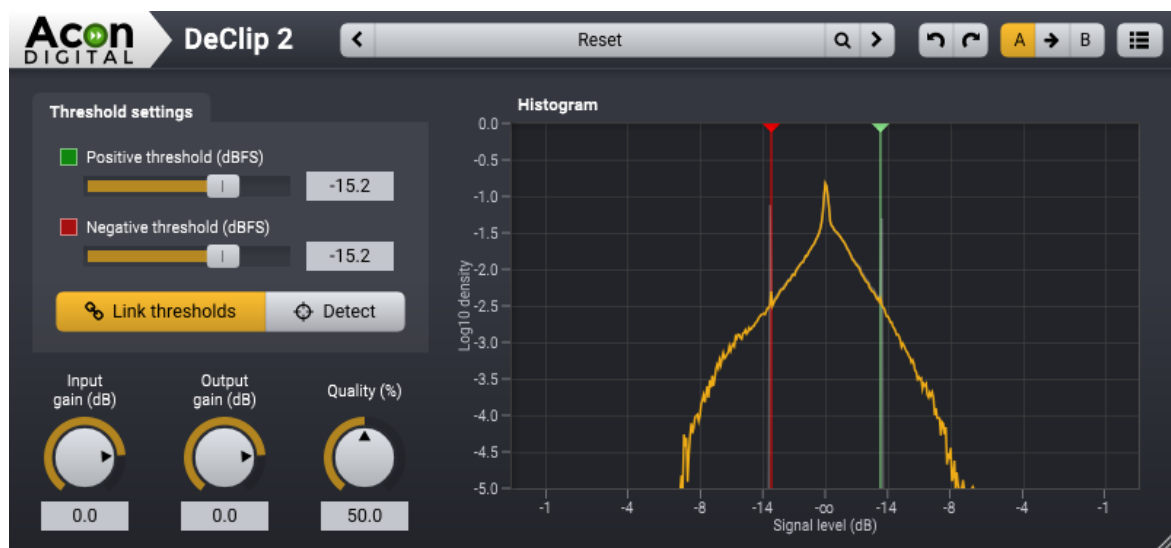 Acon
DIGITAL
DeClip 2
Reset
A
B
Threshold settings
Positive threshold (dBFS)
-15.2
Negative threshold (dBFS)
-15.2
Link thresholds
Detect
Input
gain (dB)
0.0
Output
gain (dB)
0.0
Quality (%)
50.0
Histogram
Log10 density
0.0
-0.5
-1.0
-1.5
-2.0
-2.5
-3.0
-3.5
-4.0
-4.5
-5.0
-1 -4 -8 -14 -∞ -14 -8 -4 -1
Signal level (dB)